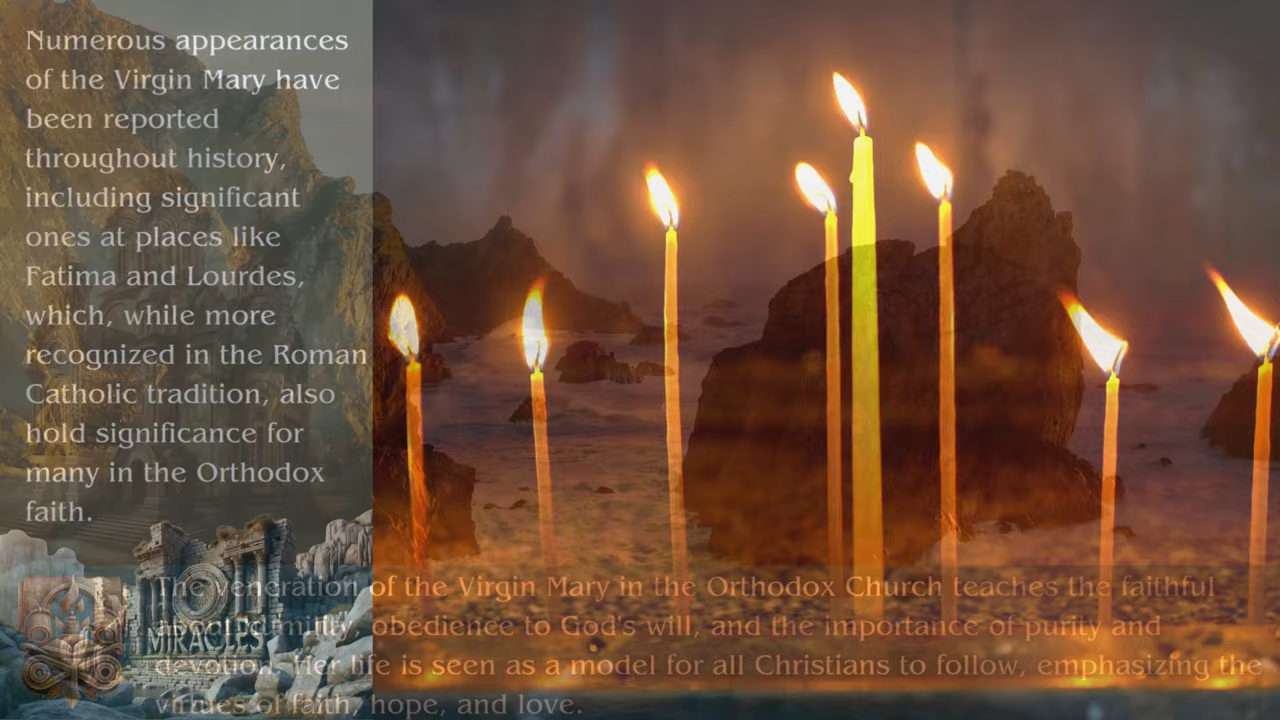 Numerous appearances
of the Virgin Mary have
been reported
throughout history,
including significant
ones at places like
Fatima and Lourdes,
which, while more
recognized in the Roman
Catholic tradition, also
hold significance for
many in the Orthodox
faith.
The veneration of the Virgin Mary in the Orthodox Church teaches the faithful
about humility, obedience to God's will, and the importance of purity and
MIRACLES
devotion. Her life is seen as a model for all Christians to follow, emphasizing the
virtues of faith, hope, and love.